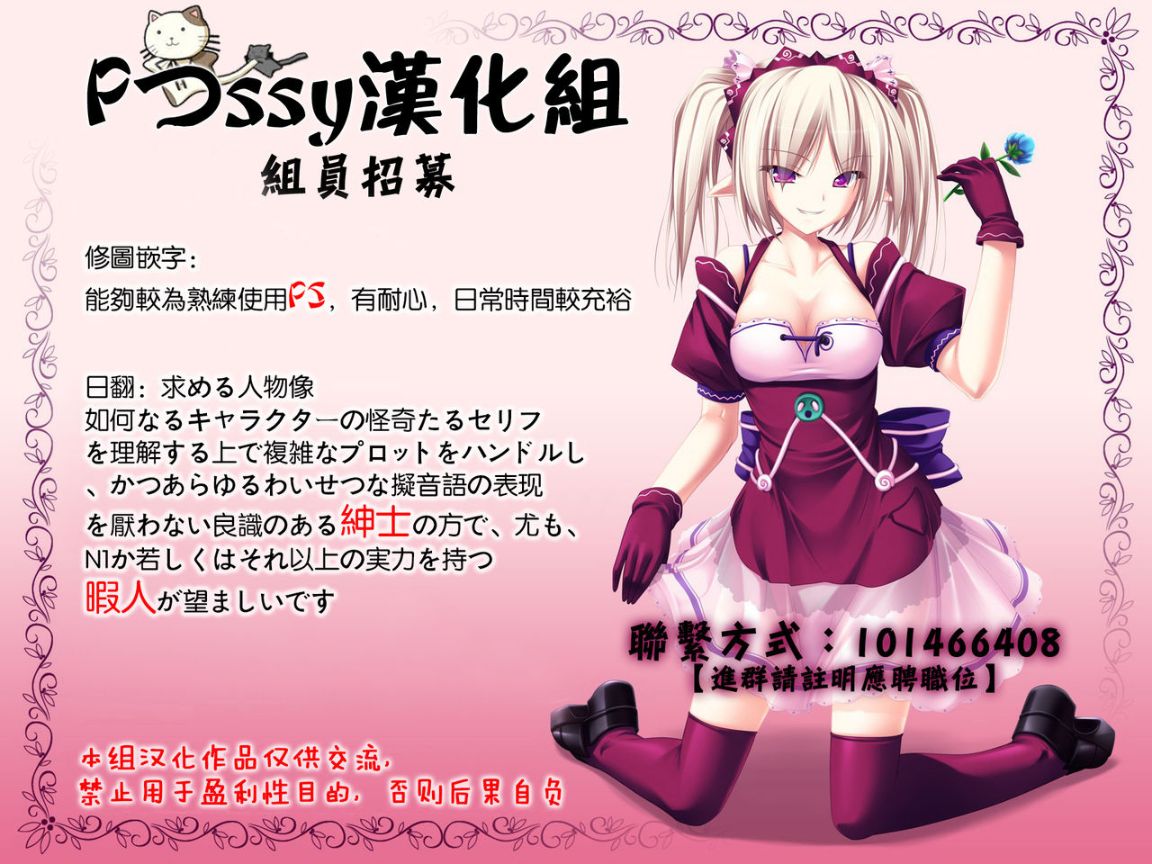 Pつssy漢化組
組員招募
修圖嵌字：
能夠較為熟練使用PS，有耐心，日常時間較充裕
日翻：求める人物像
如何なるキャラクターの怪奇たるセリフ
を理解する上で複雑なプロットをハンドルし
、かつあらゆるわいせつな擬音語の表现
を厭わない良識のある紳士の方で、尤も、
N1か若しくはそれ以上の実力を持つ
暇人が望ましいです
聯繫方式：101466408
【進群請註明應聘職位】
本组汉化作品仅供交流，
禁止用于盈利性目的，否则后果自负